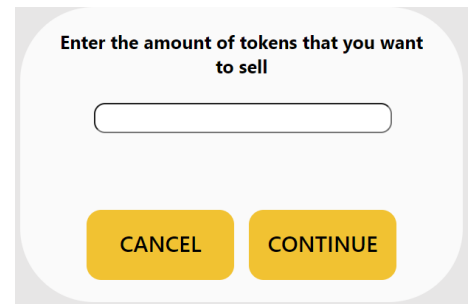 Enter the amount of tokens that you want
to sell
CANCEL
CONTINUE